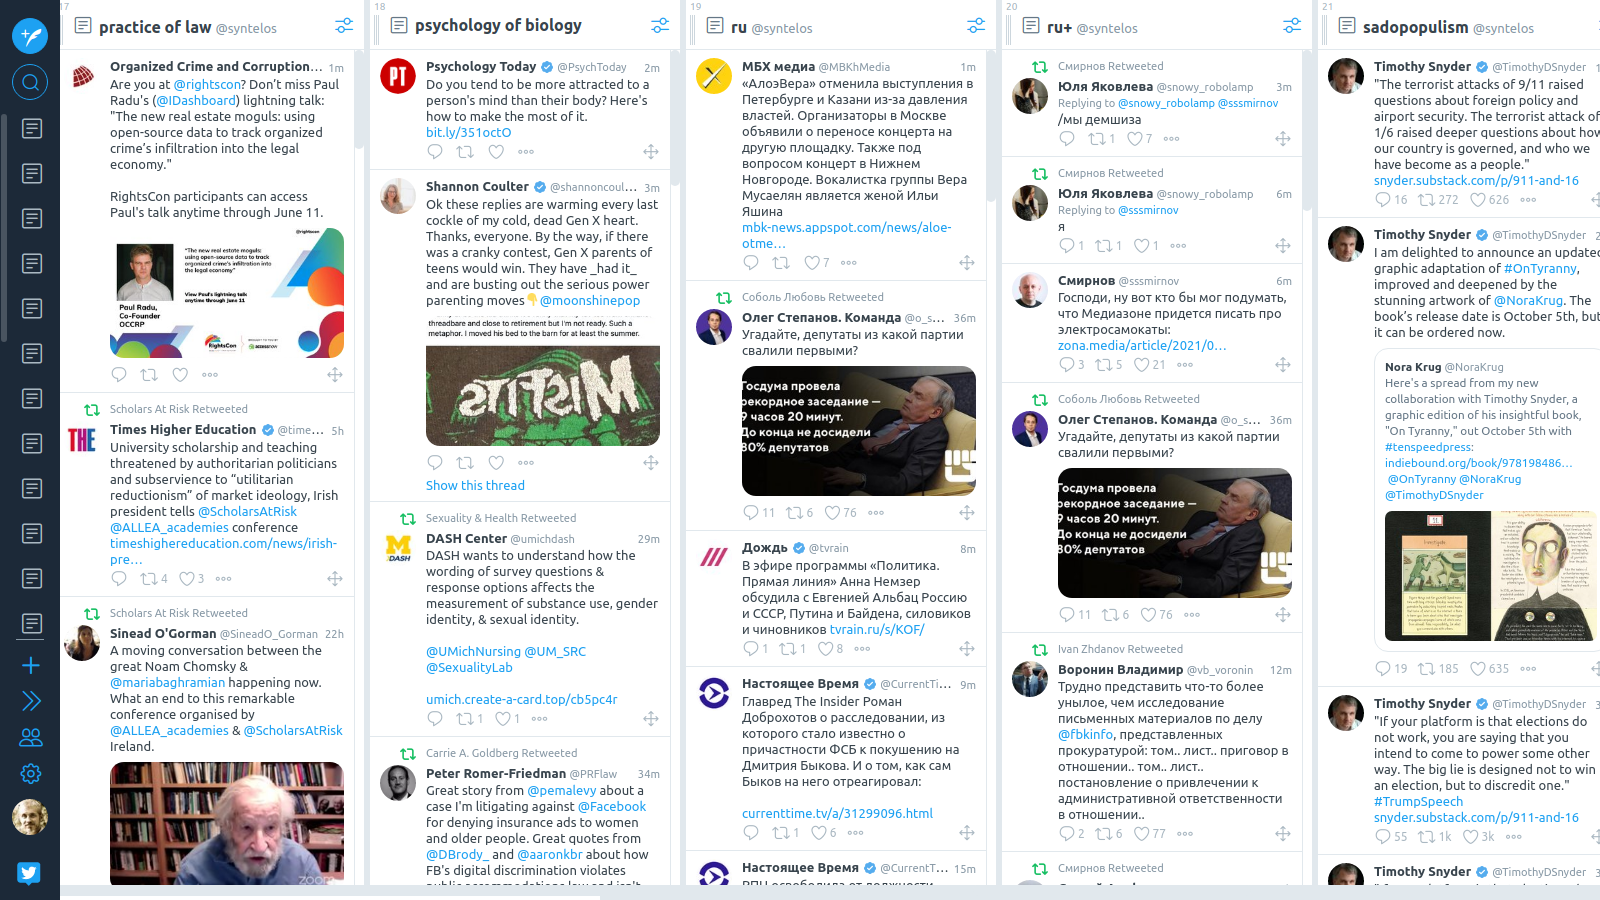 17
practice of law @syntelos
Organized Crime and Corruption... 1m
Are you at @rightscon? Don't miss Paul
Radu's (@IDashboard) lightning talk:
"The new real estate moguls: using
open-source data to track organized
crime's infiltration into the legal
economy."
RightsCon participants can access
Paul's talk anytime through June 11.
@rightscon
"The new real estate moguls:
using open-source data to track
organized crime's infiltration into
the legal economy"
View Paul's lightning talk
anytime through June 11
Paul Radu,
Co-Founder
OCCRP
RightsCon
accessnow
Scholars At Risk Retweeted
THE
Times Higher Education @time... 5h
University scholarship and teaching
threatened by authoritarian politicians
and subservience to “utilitarian
reductionism” of market ideology, Irish
president tells @ScholarsAtRisk
@ALLEA_academies conference
timeshighereducation.com/news/irish-
pre…
4 3
Scholars At Risk Retweeted
Sinead O'Gorman @SineadO_Gorman 22h
A moving conversation between the
great Noam Chomsky &
@mariabaghramian happening now.
What an end to this remarkable
conference organised by
@ALLEA_academies & @ScholarsAtRisk
Ireland.
zoom
18
psychology of biology
PT
Psychology Today @PsychToday 2m
Do you tend to be more attracted to a
person's mind than their body? Here's
how to make the most of it.
bit.ly/351octO
Shannon Coulter @shannoncoul... 3m
Ok these replies are warming every last
cockle of my cold, dead Gen X heart.
Thanks, everyone. By the way, if there
was a cranky contest, Gen X parents of
teens would win. They have _had it_
and are busting out the serious power
parenting moves👇@moonshinepop
threadbare and close to retirement but I'm not ready. Such a
metaphor. I moved his bed to the barn for at least the summer.
MISFITS
Show this thread
Sexuality & Health Retweeted
DASH
DASH Center @umichdash 29m
DASH wants to understand how the
wording of survey questions &
response options affects the
measurement of substance use, gender
identity, & sexual identity.
@UMichNursing @UM_SRC
@SexualityLab
umich.create-a-card.top/cb5pc4r
1 1
Carrie A. Goldberg Retweeted
Peter Romer-Friedman @PRFlaw 34m
Great story from @pemalevy about a
case I'm litigating against @Facebook
for denying insurance ads to women
and older people. Great quotes from
@DBrody_ and @aaronkbr about how
FB's digital discrimination violates
19
ru @syntelos
МБХ медиа @MBKhMedia 1m
«АлоэВера» отменила выступления в
Петербурге и Казани из-за давления
властей. Организаторы в Москве
объявили о переносе концерта на
другую площадку. Также под
вопросом концерт в Нижнем
Новгороде. Вокалистка группы Вера
Мусаелян является женой Ильи
Яшина
mbk-news.appspot.com/news/aloe-
otme…
7
Соболь Любовь Retweeted
Олег Степанов. Команда @o_s... 36m
Угадайте, депутаты из какой партии
свалили первыми?
Госдума провела
рекордное заседание —
9 часов 20 минут.
До конца не досидели
80% депутатов
11 6 76
Дождь @tvrain 8m
В эфире программы «Политика.
Прямая линия» Анна Немзер
обсудила с Евгенией Альбац Россию
и СССР, Путина и Байдена, силовиков
и чиновников tvrain.ru/s/KOF/
1 1 8
Настоящее Время @CurrentTi... 9m
Главред The Insider Роман
Доброхотов о расследовании, из
которого стало известно о
причастности ФСБ к покушению на
Дмитрия Быкова. И о том, как сам
Быков на него отреагировал:
currenttime.tv/a/31299096.html
1 6
Настоящее Время @CurrentT... 15m
20
ru+ @syntelos
Смирнов Retweeted
Юля Яковлева @snowy_robolamp 3m
Replying to @snowy_robolamp @sssmirnov
/мы демшиза
1 7
Смирнов Retweeted
Юля Яковлева @snowy_robolamp 6m
Replying to @sssmirnov
я
1 1 1
Смирнов @sssmirnov 6m
Господи, ну вот кто бы мог подумать,
что Медиазоне придется писать про
электросамокаты:
zona.media/article/2021/0…
3 5 21
Соболь Любовь Retweeted
Олег Степанов. Команда @o_s... 36m
Угадайте, депутаты из какой партии
свалили первыми?
Госдума провела
рекордное заседание —
9 часов 20 минут.
До конца не досидели
80% депутатов
11 6 76
Ivan Zhdanov Retweeted
Воронин Владимир @vb_voronin 12m
Трудно представить что-то более
унылое, чем исследование
письменных материалов по делу
@fbkinfo, представленных
прокуратурой: том.. лист.. приговор в
отношении.. том.. лист..
постановление о привлечении к
административной ответственности
в отношении..
2 6 77
Смирнов Retweeted
21
sadopopulism @syntelos
Timothy Snyder @TimothyDSnyder 1
"The terrorist attacks of 9/11 raised
questions about foreign policy and
airport security. The terrorist attack of
1/6 raised deeper questions about how
our country is governed, and who we
have become as a people."
snyder.substack.com/p/911-and-16
16 272 626
Timothy Snyder @TimothyDSnyder 2
I am delighted to announce an updated
graphic adaptation of #OnTyranny,
improved and deepened by the
stunning artwork of @NoraKrug. The
book's release date is October 5th, but
it can be ordered now.
Nora Krug @NoraKrug
Here's a spread from my new
collaboration with Timothy Snyder, a
graphic edition of his insightful book,
"On Tyranny," out October 5th with
#tenspeedpress:
indiebound.org/book/978198486…
@OnTyranny @NoraKrug
@TimothyDSnyder
19 185 635
Timothy Snyder @TimothyDSnyder 3
"If your platform is that elections do
not work, you are saying that you
intend to come to power some other
way. The big lie is designed not to win
an election, but to discredit one."
#TrumpSpeech
snyder.substack.com/p/911-and-16
55 1k 3k
Timothy Snyder @TimothyDSnyder 3